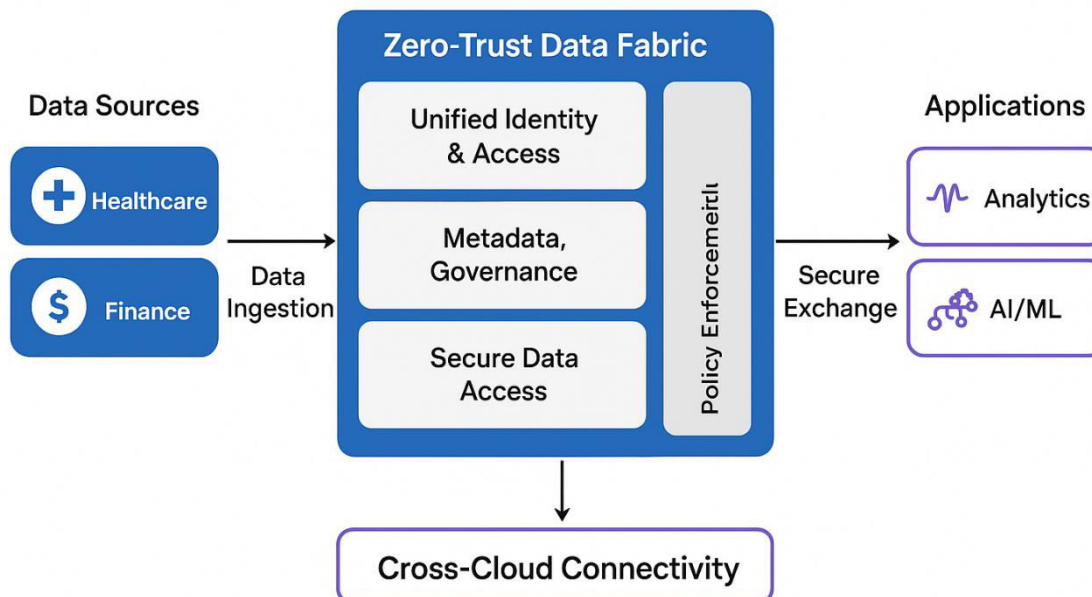 Zero-Trust Data Fabric
Data Sources
Healthcare
Finance
Data
Ingestion
Unified Identity
& Access
Metadata,
Governance
Secure Data
Access
Policy
Secure
Exchange
Applications
Analytics
AI/ML
Cross-Cloud Connectivity